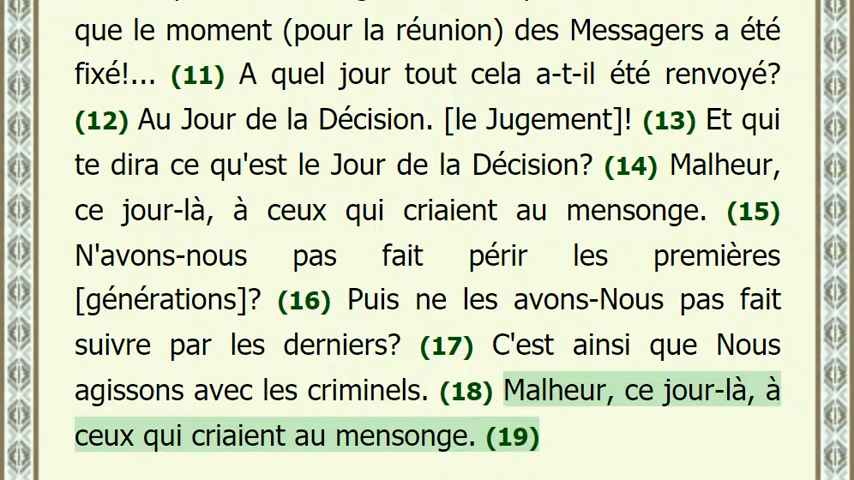 que le moment (pour la réunion) des Messagers a été
fixé!... (11) A quel jour tout cela a-t-il été renvoyé?
(12) Au Jour de la Décision. [le Jugement]! (13) Et qui
te dira ce qu'est le Jour de la Décision? (14) Malheur,
ce jour-là, à ceux qui criaient au mensonge. (15)
N'avons-nous pas fait périr les premières
[générations]? (16) Puis ne les avons-Nous pas fait
suivre par les derniers? (17) C'est ainsi que Nous
agissons avec les criminels. (18) Malheur, ce jour-là, à
ceux qui criaient au mensonge. (19)